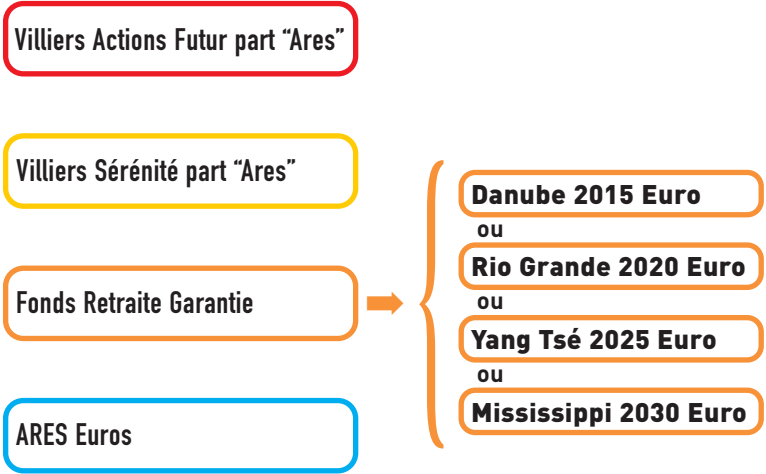 Villiers Actions Futur part “Ares”
Villiers Sérénité part “Ares”
Fonds Retraite Garantie
ARES Euros
Danube 2015 Euro
ou
Rio Grande 2020 Euro
ou
Yang Tsé 2025 Euro
ou
Mississippi 2030 Euro